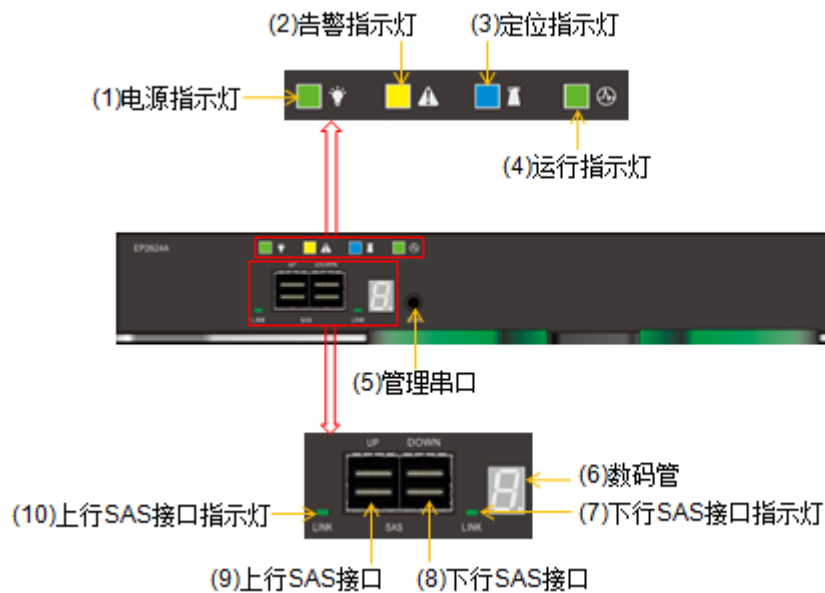 (2)告警指示灯
(3)定位指示灯
(1)电源指示灯
(4)运行指示灯
EP2624A
UP DOWN
LINK SAS LINK
(5)管理串口
UP DOWN
(6)数码管
(10)上行SAS接口指示灯
(7)下行SAS接口指示灯
LINK SAS LINK
(9)上行SAS接口
(8)下行SAS接口